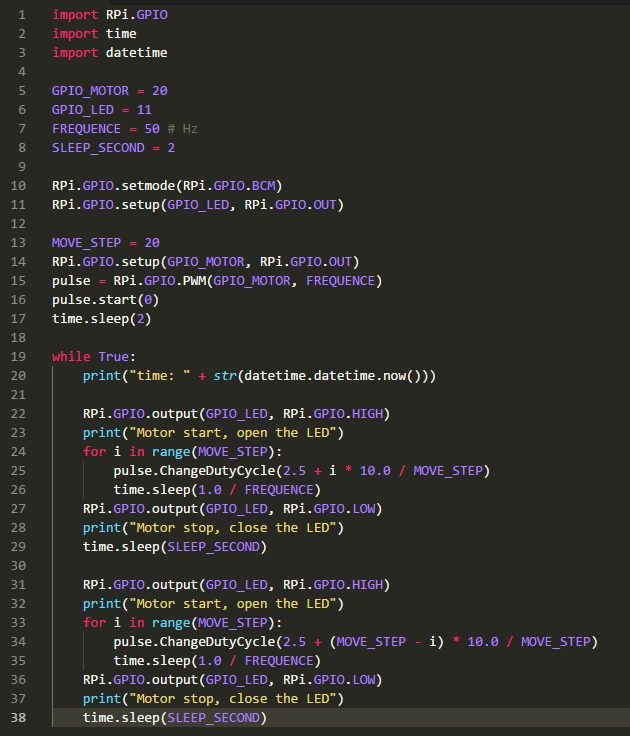 1 import RPi.GPIO
2 import time
3 import datetime
4
5 GPIO_MOTOR = 20
6 GPIO_LED = 11
7 FREQUENCE = 50 # Hz
8 SLEEP_SECOND = 2
9
10 RPi.GPIO.setmode(RPi.GPIO.BCM)
11 RPi.GPIO.setup(GPIO_LED, RPi.GPIO.OUT)
12
13 MOVE_STEP = 20
14 RPi.GPIO.setup(GPIO_MOTOR, RPi.GPIO.OUT)
15 pulse = RPi.GPIO.PWM(GPIO_MOTOR, FREQUENCE)
16 pulse.start(0)
17 time.sleep(2)
18
19 while True:
20     print("time: " + str(datetime.datetime.now()))
21
22     RPi.GPIO.output(GPIO_LED, RPi.GPIO.HIGH)
23     print("Motor start, open the LED")
24     for i in range(MOVE_STEP):
25         pulse.ChangeDutyCycle(2.5 + i * 10.0 / MOVE_STEP)
26         time.sleep(1.0 / FREQUENCE)
27     RPi.GPIO.output(GPIO_LED, RPi.GPIO.LOW)
28     print("Motor stop, close the LED")
29     time.sleep(SLEEP_SECOND)
30
31     RPi.GPIO.output(GPIO_LED, RPi.GPIO.HIGH)
32     print("Motor start, open the LED")
33     for i in range(MOVE_STEP):
34         pulse.ChangeDutyCycle(2.5 + (MOVE_STEP - i) * 10.0 / MOVE_STEP)
35         time.sleep(1.0 / FREQUENCE)
36     RPi.GPIO.output(GPIO_LED, RPi.GPIO.LOW)
37     print("Motor stop, close the LED")
38     time.sleep(SLEEP_SECOND)